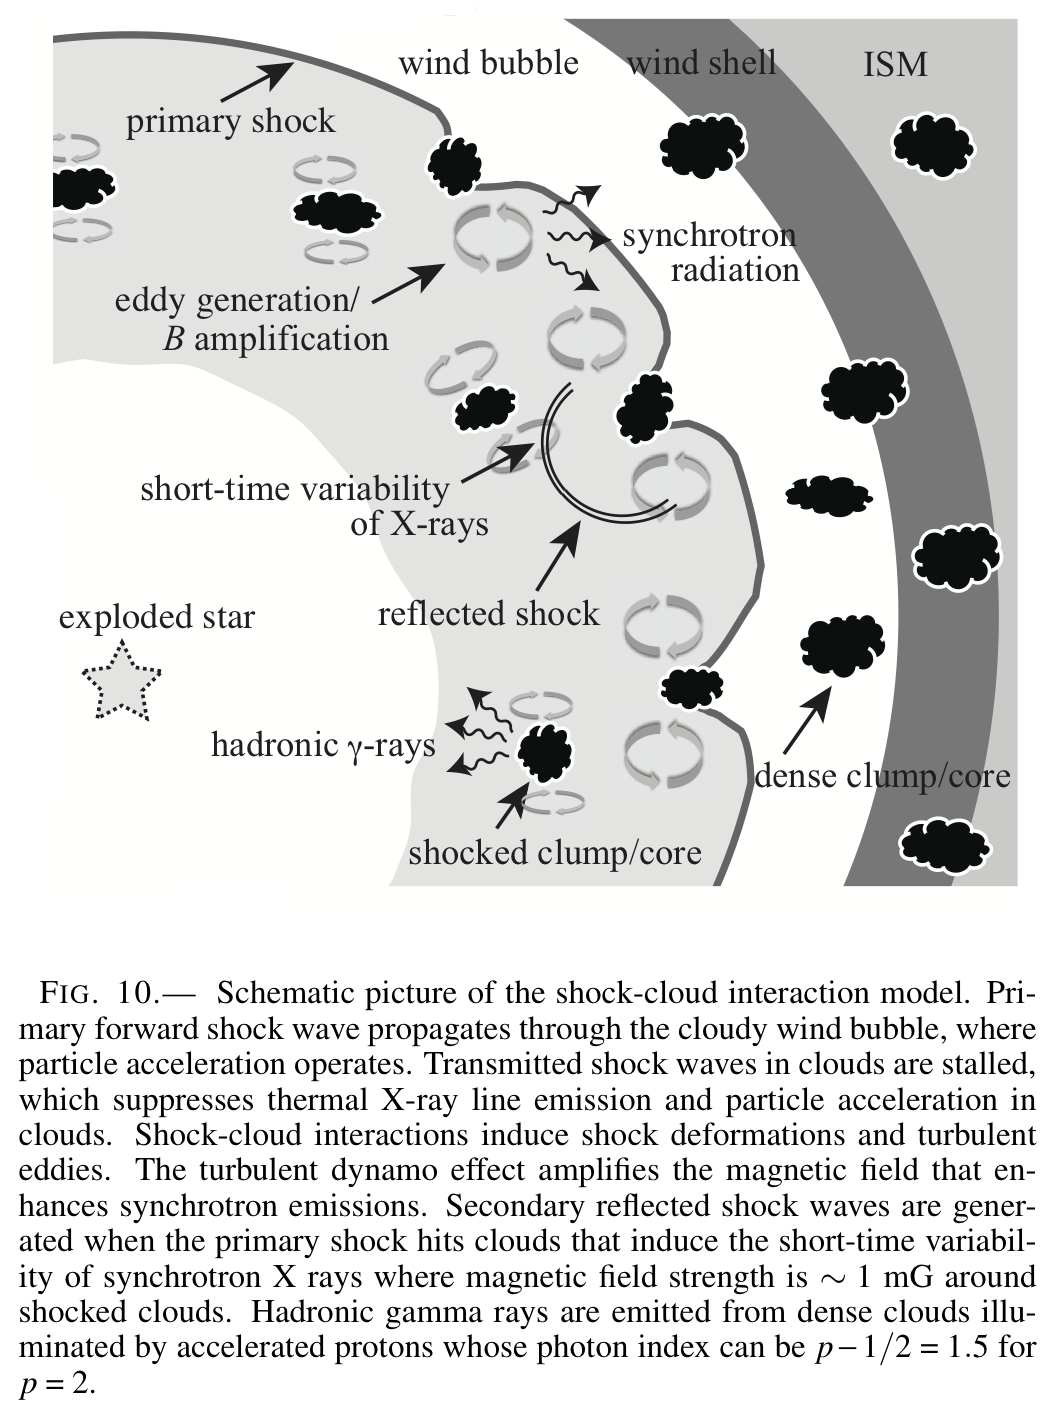 wind bubble
wind shell
ISM
primary shock
synchrotron
radiation
eddy generation/
B amplification
short-time variability
of X-rays
reflected shock
exploded star
hadronic γ-rays
dense clump/core
shocked clump/core
FIG. 10.— Schematic picture of the shock-cloud interaction model. Pri-
mary forward shock wave propagates through the cloudy wind bubble, where
particle acceleration operates. Transmitted shock waves in clouds are stalled,
which suppresses thermal X-ray line emission and particle acceleration in
clouds. Shock-cloud interactions induce shock deformations and turbulent
eddies. The turbulent dynamo effect amplifies the magnetic field that en-
hances synchrotron emissions. Secondary reflected shock waves are gener-
ated when the primary shock hits clouds that induce the short-time variabil-
ity of synchrotron X rays where magnetic field strength is ∼ 1 mG around
shocked clouds. Hadronic gamma rays are emitted from dense clouds illu-
minated by accelerated protons whose photon index can be p−1/2 = 1.5 for
p = 2.